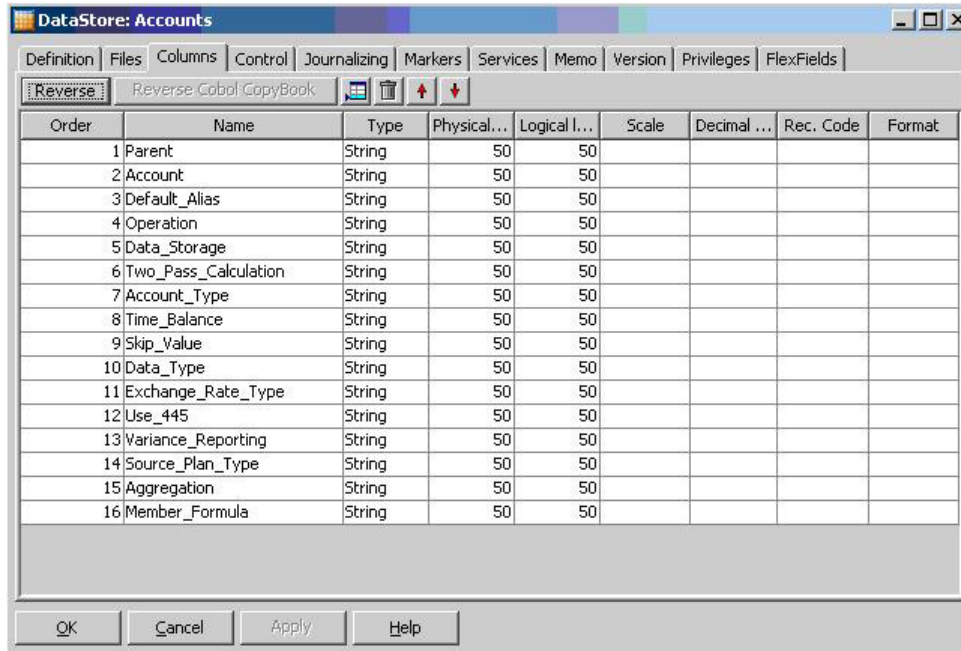 DataStore: Accounts
Definition Files Columns Control Journalizing Markers Services Memo Version Privileges FlexFields
Reverse Reverse Cobol CopyBook
Order Name Type Physical... Logical l... Scale Decimal ... Rec. Code Format
1 Parent String 50 50
2 Account String 50 50
3 Default_Alias String 50 50
4 Operation String 50 50
5 Data_Storage String 50 50
6 Two_Pass_Calculation String 50 50
7 Account_Type String 50 50
8 Time_Balance String 50 50
9 Skip_Value String 50 50
10 Data_Type String 50 50
11 Exchange_Rate_Type String 50 50
12 Use_445 String 50 50
13 Variance_Reporting String 50 50
14 Source_Plan_Type String 50 50
15 Aggregation String 50 50
16 Member_Formula String 50 50
OK Cancel Apply Help